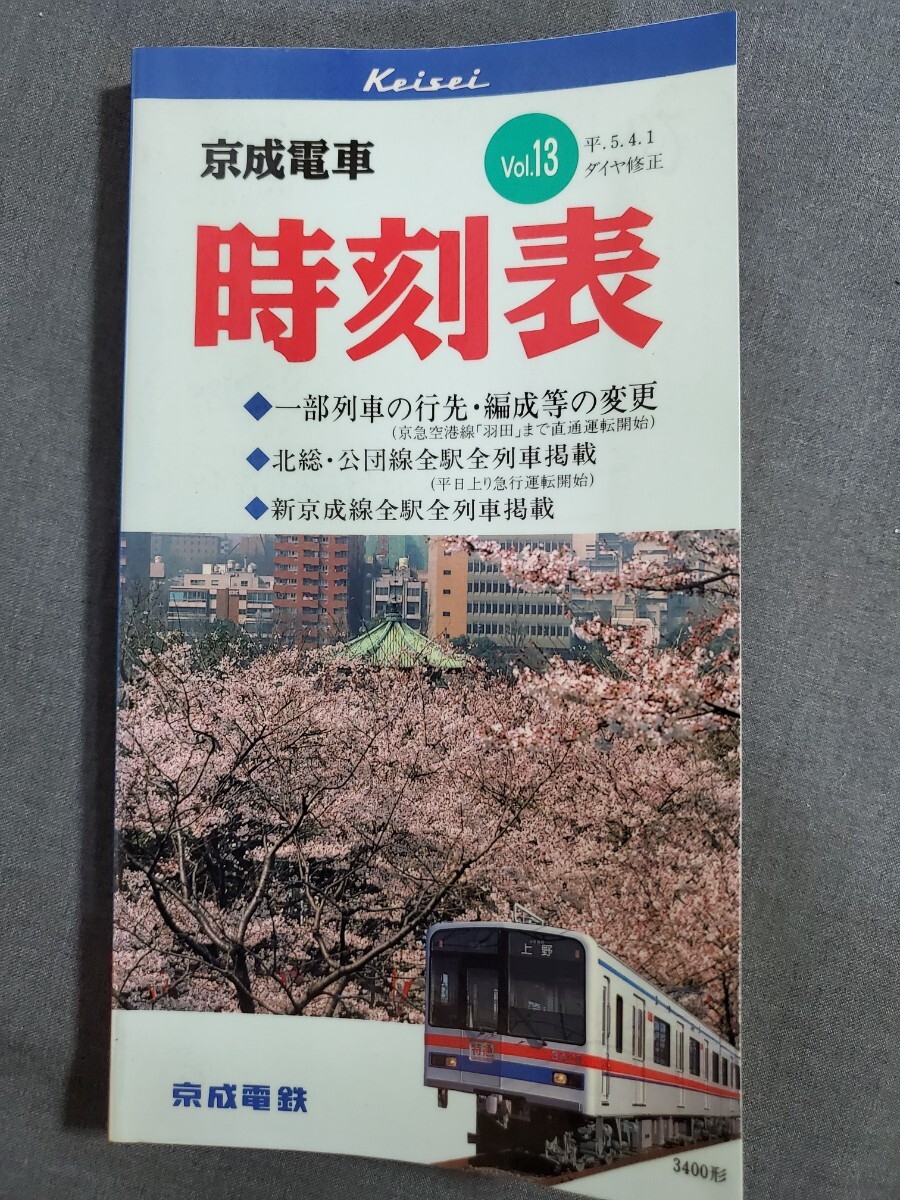 Keisei
京成電車
Vol.13
平.5.4.1
ダイヤ修正
時刻表
◆一部列車の行先・編成等の変更
(京急空港線「羽田」まで直通運転開始)
◆北総・公団線全駅全列車掲載
(平日上り急行運転開始)
◆新京成線全駅全列車掲載
上野
特急
京成電鉄
3400形